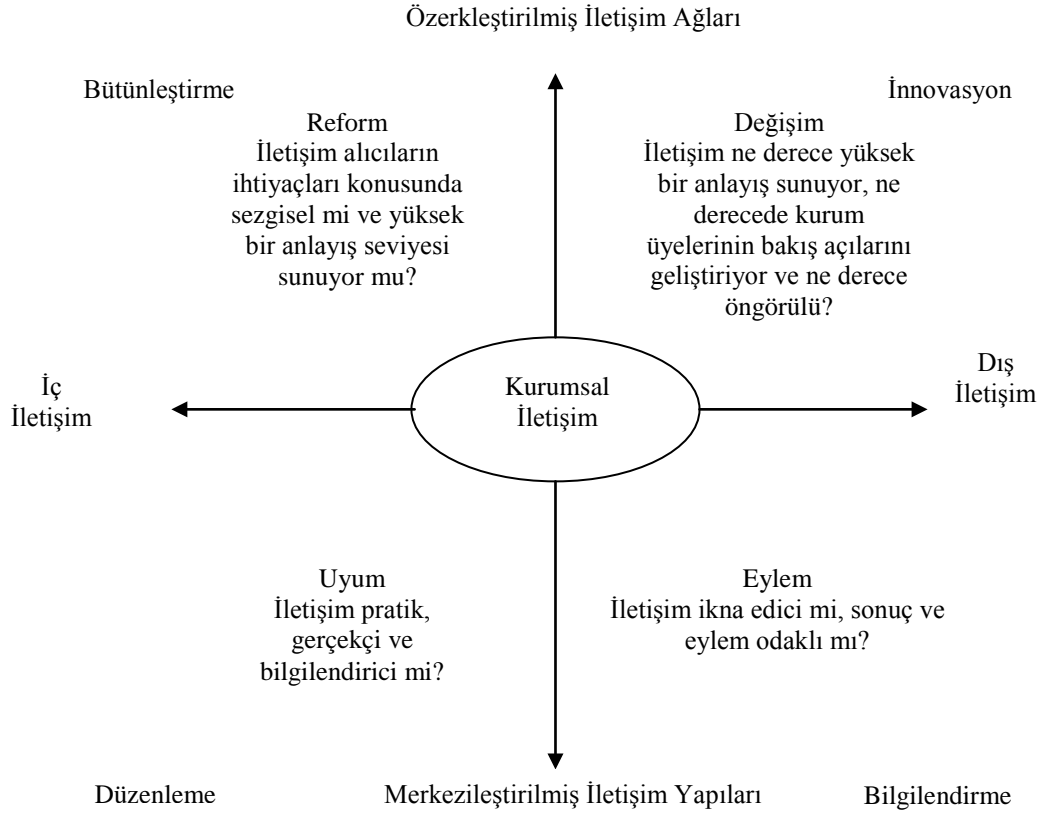 Özerkleştirilmiş İletişim Ağları
Bütünleştirme
İnnovasyon
Reform
İletişim alıcıların
ihtiyaçları konusunda
sezgisel mi ve yüksek
bir anlayış seviyesi
sunuyor mu?
Değişim
İletişim ne derece yüksek
bir anlayış sunuyor, ne
derecede kurum
üyelerinin bakış açılarını
geliştiriyor ve ne derece
öngörülü?
İç
İletişim
Kurumsal
İletişim
Dış
İletişim
Uyum
İletişim pratik,
gerçekçi ve
bilgilendirici mi?
Eylem
İletişim ikna edici mi, sonuç ve
eylem odaklı mı?
Düzenleme
Merkezileştirilmiş İletişim Yapıları
Bilgilendirme